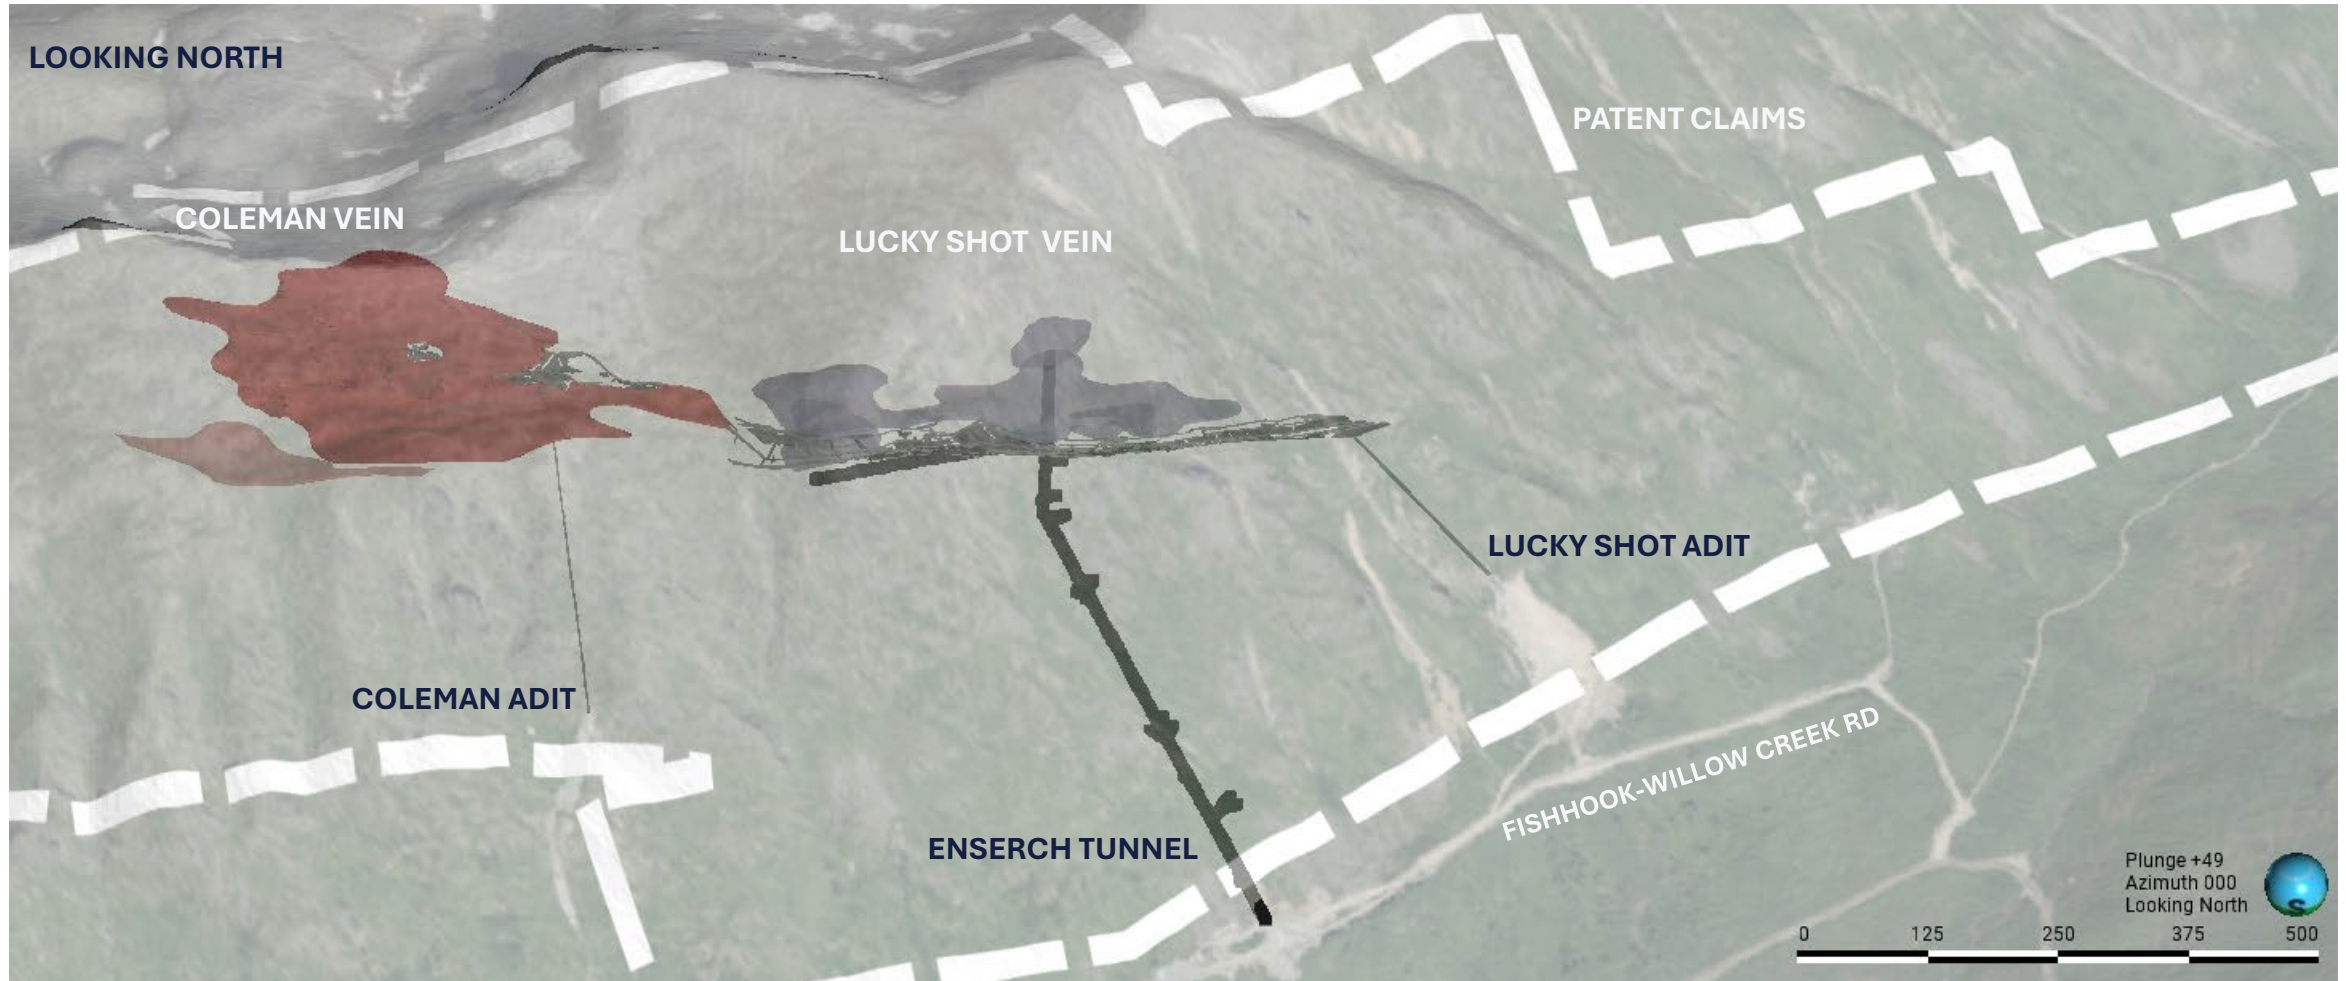 LOOKING NORTH
PATENT CLAIMS
COLEMAN VEIN
LUCKY SHOT VEIN
LUCKY SHOT ADIT
COLEMAN ADIT
FISHHOOK-WILLOW CREEK RD
ENSERCH TUNNEL
Plunge +49
Azimuth 000
Looking North
S
0 125 250 375 500